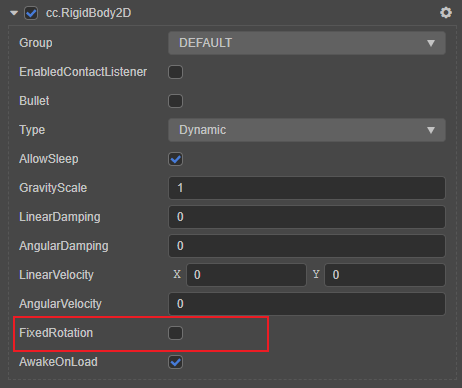 cc.RigidBody2D
Group DEFAULT
EnabledContactListener
Bullet
Type Dynamic
AllowSleep
GravityScale 1
LinearDamping 0
AngularDamping 0
LinearVelocity X 0 Y 0
AngularVelocity 0
FixedRotation
AwakeOnLoad